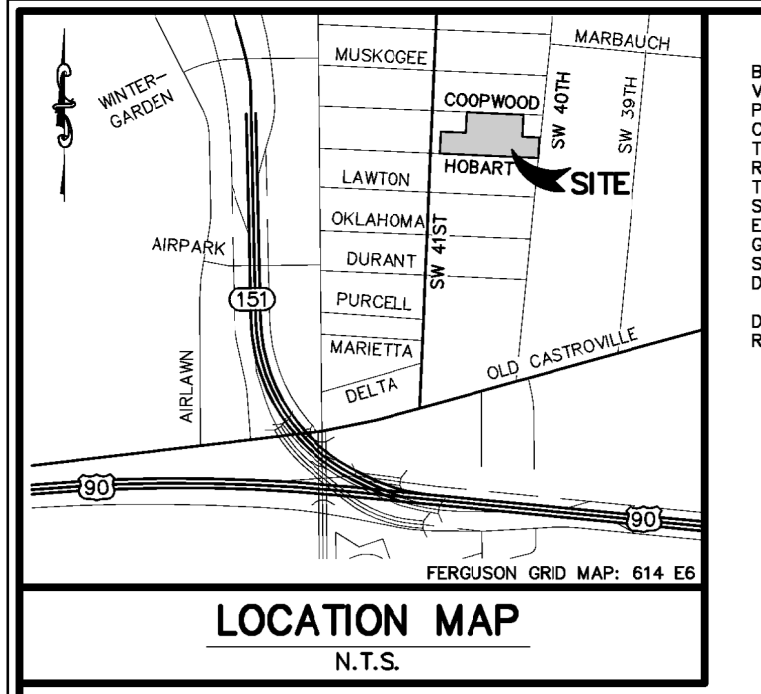 MARBAUCH
MUSKOGEE
WINTER-
GARDEN
COOPWOOD
SW 40TH
SW 39TH
HOBART
SITE
LAWTON
OKLAHOMA
SW 41ST
AIRPARK
DURANT
151
PURCELL
MARIETTA
OLD CASTROVILLE
AIRLAWN
DELTA
90
90
FERGUSON GRID MAP: 614 E6
LOCATION MAP
N.T.S.
B
V
P
C
T
R
T
S
E
G
S
D
D
R